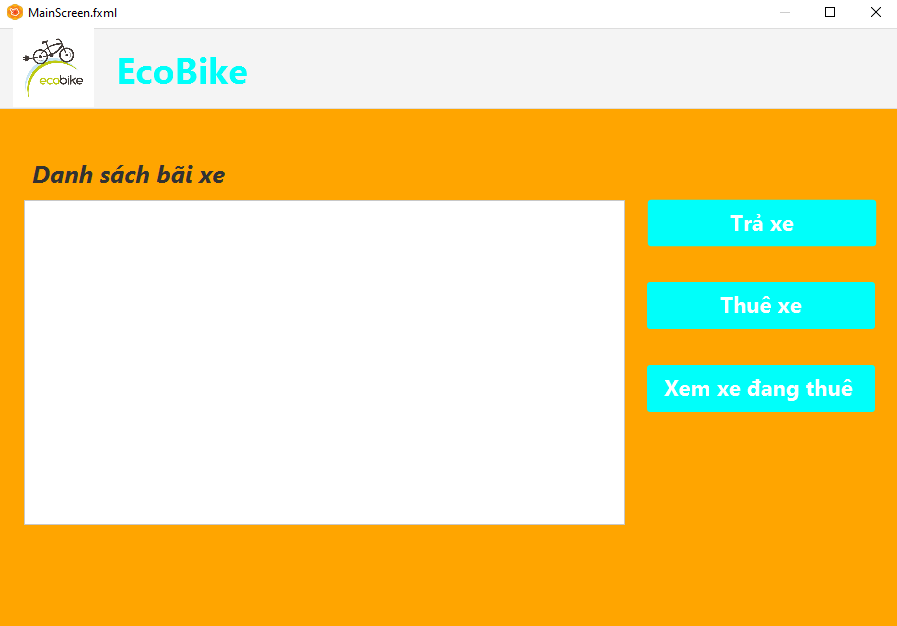 MainScreen.fxml
ecobike
EcoBike
Danh sách bãi xe
Trả xe
Thuê xe
Xem xe đang thuê